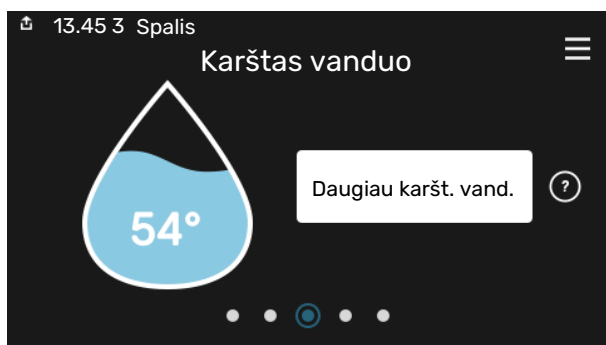 13.45 3 Spalis
Karštas vanduo
54°
Daugiau karšt. vand.
?